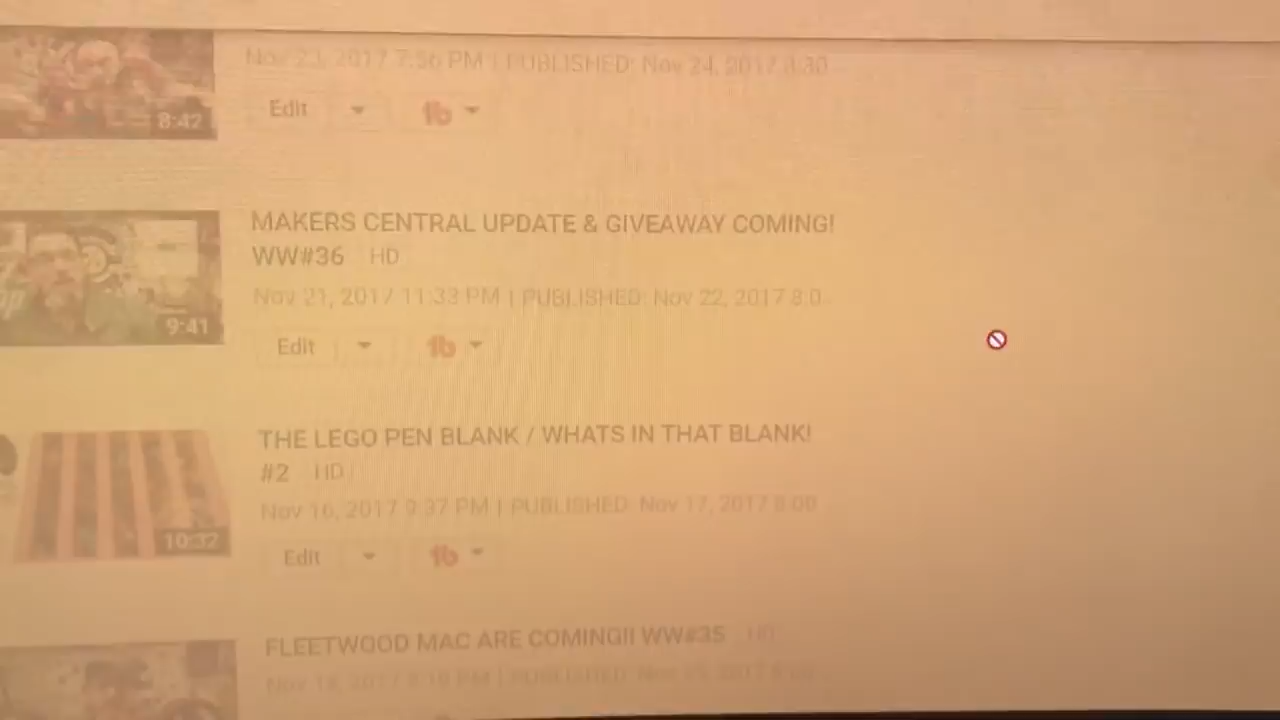 Nov 23, 2017 7:56 PM | PUBLISHED: Nov 24, 2017 8:30
Edit
8:42
MAKERS CENTRAL UPDATE & GIVEAWAY COMING!
WW#36 HD
Nov 21, 2017 11:33 PM | PUBLISHED: Nov 22, 2017 8:0
9:41
Edit
THE LEGO PEN BLANK / WHATS IN THAT BLANK!
#2 HD
Nov 16, 2017 9:37 PM | PUBLISHED: Nov 17, 2017 8:00
10:32
Edit
FLEETWOOD MAC ARE COMING!! WW#35 HD